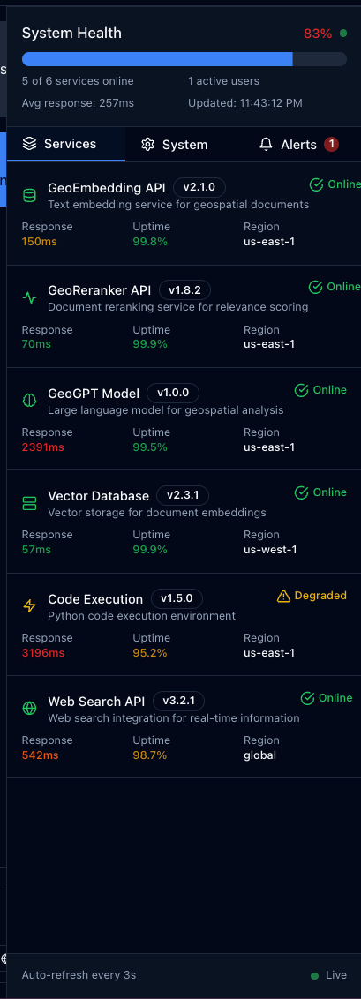 System Health 83%
5 of 6 services online 1 active users
Avg response: 257ms Updated: 11:43:12 PM
Services System Alerts 1
GeoEmbedding API v2.1.0 Online
Text embedding service for geospatial documents
Response Uptime Region
150ms 99.8% us-east-1
GeoReranker API v1.8.2 Online
Document reranking service for relevance scoring
Response Uptime Region
70ms 99.9% us-east-1
GeoGPT Model v1.0.0 Online
Large language model for geospatial analysis
Response Uptime Region
2391ms 99.5% us-east-1
Vector Database v2.3.1 Online
Vector storage for document embeddings
Response Uptime Region
57ms 99.9% us-west-1
Code Execution v1.5.0 Degraded
Python code execution environment
Response Uptime Region
3196ms 95.2% us-east-1
Web Search API v3.2.1 Online
Web search integration for real-time information
Response Uptime Region
542ms 98.7% global
Auto-refresh every 3s Live